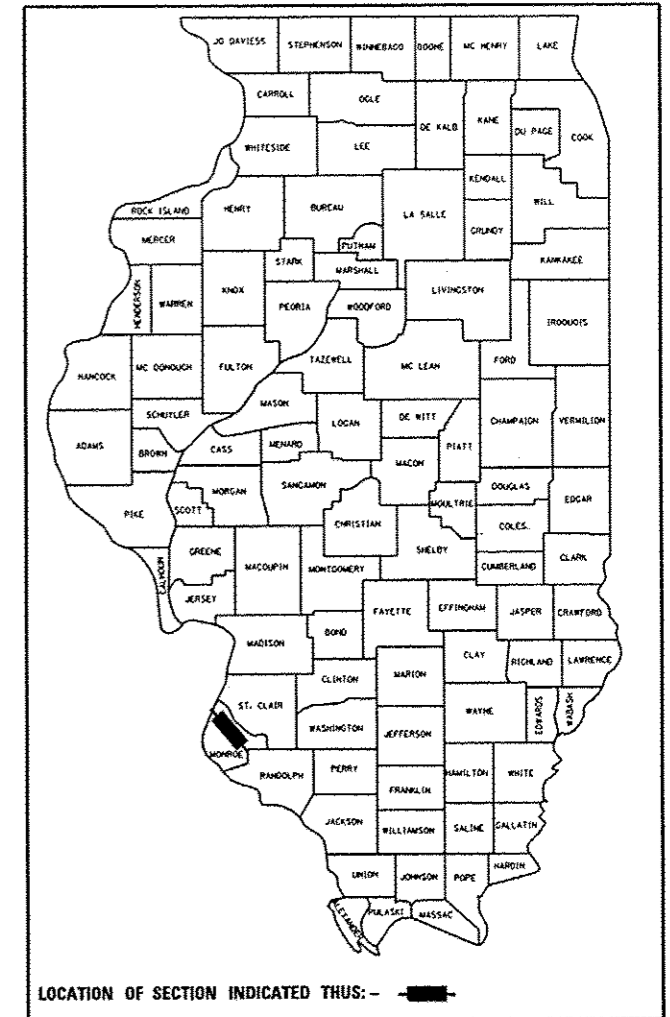 JO DAVIESS STEPHENSON WINNEBAGO BOONE MC HENRY LAKE
CARROLL OGLE DE KALB KANE DU PAGE COOK
WHITESIDE LEE KENDALL WILL
ROCK ISLAND HENRY BUREAU LA SALLE GRUNDY
MERCER PUTNAM KANKAKEE
STARK MARSHALL
HENDERSON WARREN KNOX PEORIA WOODFORD LIVINGSTON IROQUOIS
HANCOCK MC DONOUGH FULTON TAZEWELL MC LEAN FORD
SCHUYLER MASON LOGAN DE WITT CHAMPAIGN VERMILION
ADAMS BROWN CASS MENARD MACON PIATT
PIKE SCOTT MORGAN SANGAMON CHRISTIAN MOULTRIE DOUGLAS EDGAR
COLES
CALHOUN GREENE MACOUPIN MONTGOMERY SHELBY CUMBERLAND CLARK
JERSEY FAYETTE EFFINGHAM JASPER CRAWFORD
MADISON BOND CLAY RICHLAND LAWRENCE
CLINTON MARION
ST. CLAIR WASHINGTON JEFFERSON WAYNE EDWARDS WABASH
MONROE
RANDOLPH PERRY HAMILTON WHITE
FRANKLIN
JACKSON WILLIAMSON SALINE GALLATIN
UNION JOHNSON POPE HARDIN
ALEXANDER PULASKI MASSAC
LOCATION OF SECTION INDICATED THUS: -